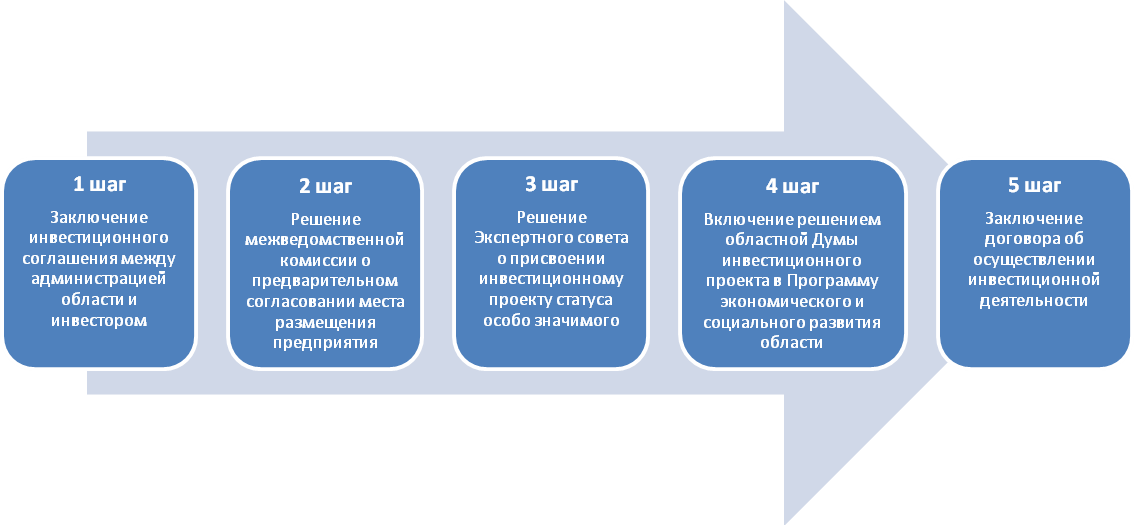 1 шаг
Заключение
инвестиционного
соглашения между
администрацией
области и
инвестором
2 шаг
Решение
межведомственной
комиссии о
предварительном
согласовании места
размещения
предприятия
3 шаг
Решение
Экспертного совета
о присвоении
инвестиционному
проекту статуса
особо значимого
4 шаг
Включение решением
областной Думы
инвестиционного
проекта в Программу
экономического и
социального развития
области
5 шаг
Заключение
договора об
осуществлении
инвестиционной
деятельности